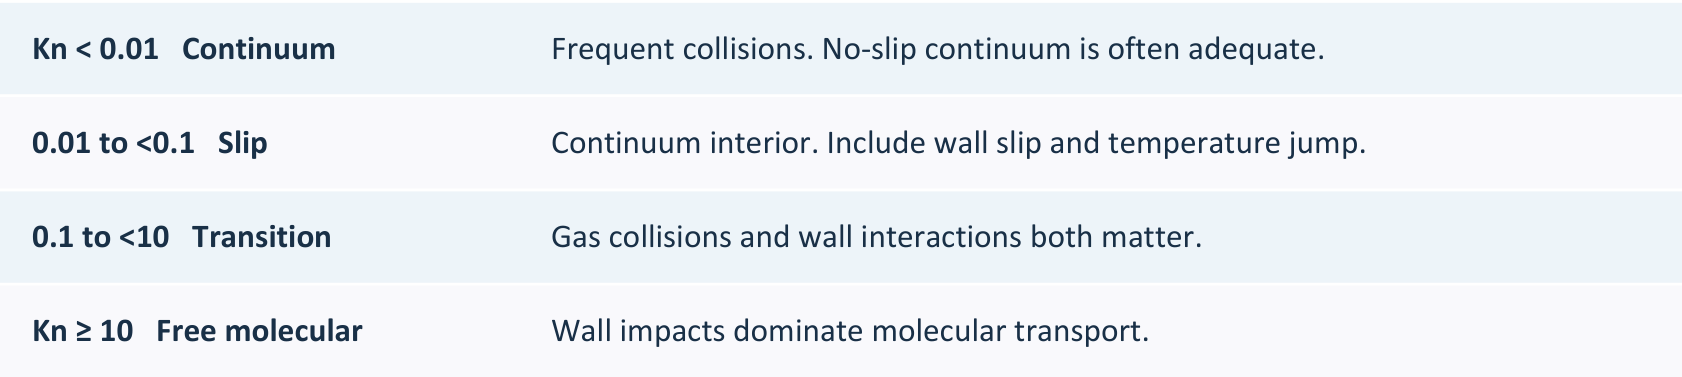 Kn < 0.01 Continuum Frequent collisions. No-slip continuum is often adequate.
0.01 to <0.1 Slip Continuum interior. Include wall slip and temperature jump.
0.1 to <10 Transition Gas collisions and wall interactions both matter.
Kn ≥ 10 Free molecular Wall impacts dominate molecular transport.